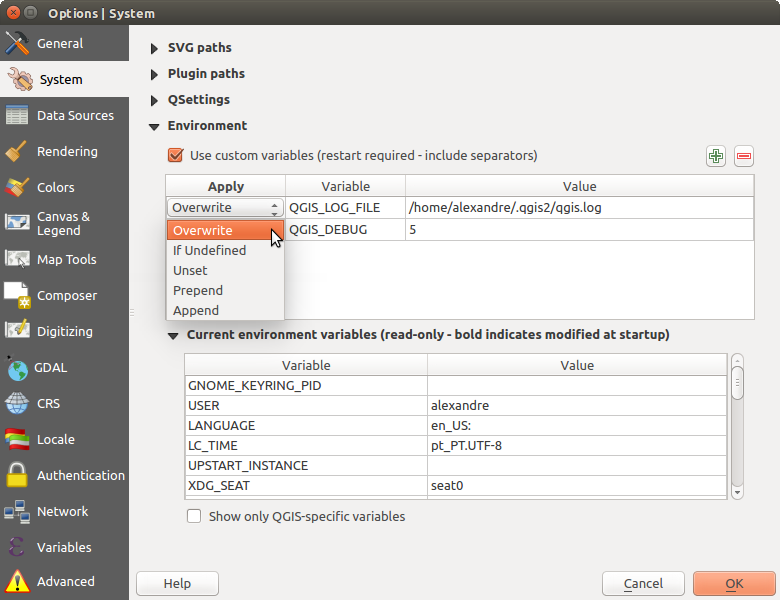 Options | System
General
System
Data Sources
Rendering
Colors
Canvas &
Legend
Map Tools
Composer
Digitizing
GDAL
CRS
Locale
Authentication
Network
Variables
Advanced
SVG paths
Plugin paths
QSettings
Environment
Use custom variables (restart required - include separators)
Apply Variable Value
Overwrite QGIS_LOG_FILE /home/alexandre/.qgis2/qgis.log
Overwrite QGIS_DEBUG 5
If Undefined
Unset
Prepend
Append
Current environment variables (read-only - bold indicates modified at startup)
Variable Value
GNOME_KEYRING_PID
USER alexandre
LANGUAGE en_US:
LC_TIME pt_PT.UTF-8
UPSTART_INSTANCE
XDG_SEAT seat0
Show only QGIS-specific variables
Help Cancel OK